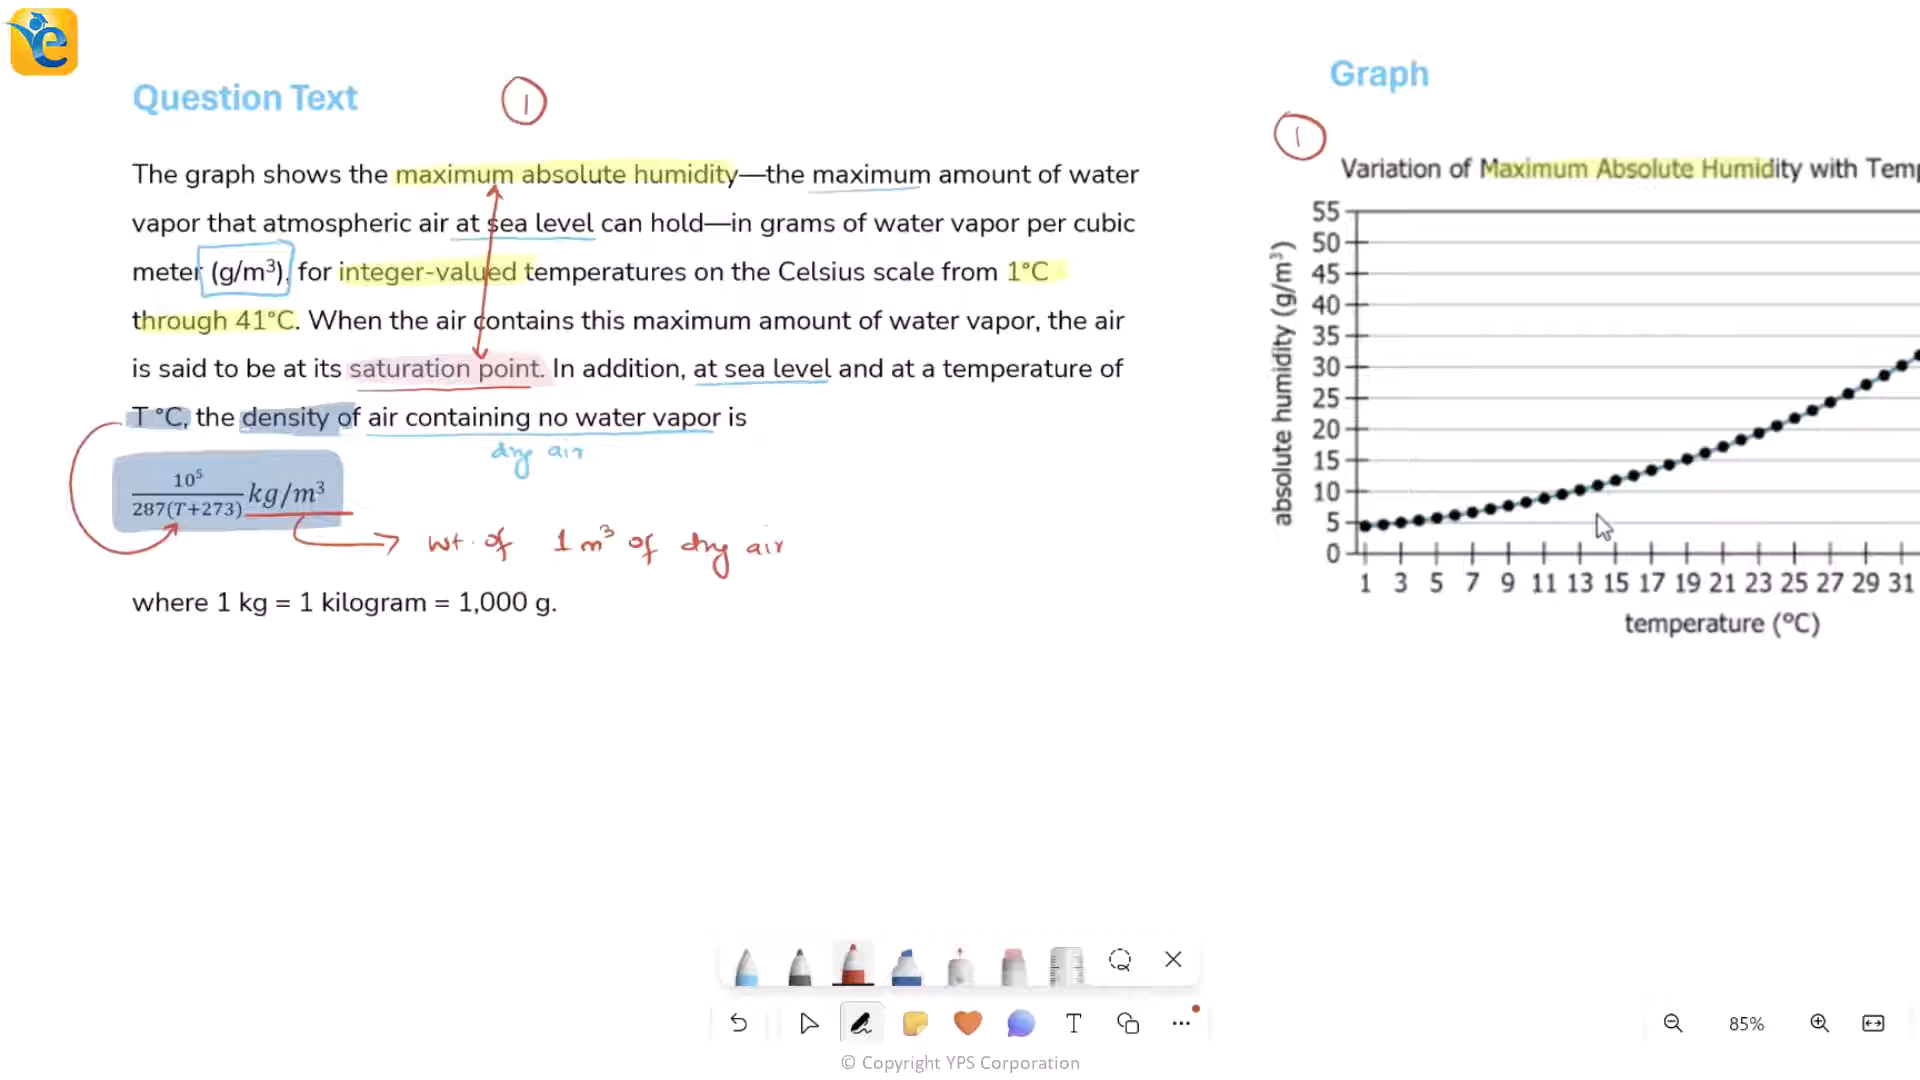 Question Text
1
The graph shows the maximum absolute humidity—the maximum amount of water
vapor that atmospheric air at sea level can hold—in grams of water vapor per cubic
meter (g/m³), for integer-valued temperatures on the Celsius scale from 1°C
through 41°C. When the air contains this maximum amount of water vapor, the air
is said to be at its saturation point. In addition, at sea level and at a temperature of
T °C, the density of air containing no water vapor is
dry air
10⁵
287(T+273) kg/m³
wt. of 1 m³ of dry air
where 1 kg = 1 kilogram = 1,000 g.
Graph
1
Variation of Maximum Absolute Humidity with Temp
absolute humidity (g/m³)
55
50
45
40
35
30
25
20
15
10
5
0
1 3 5 7 9 11 13 15 17 19 21 23 25 27 29 31
temperature (°C)
T
85%
© Copyright YPS Corporation